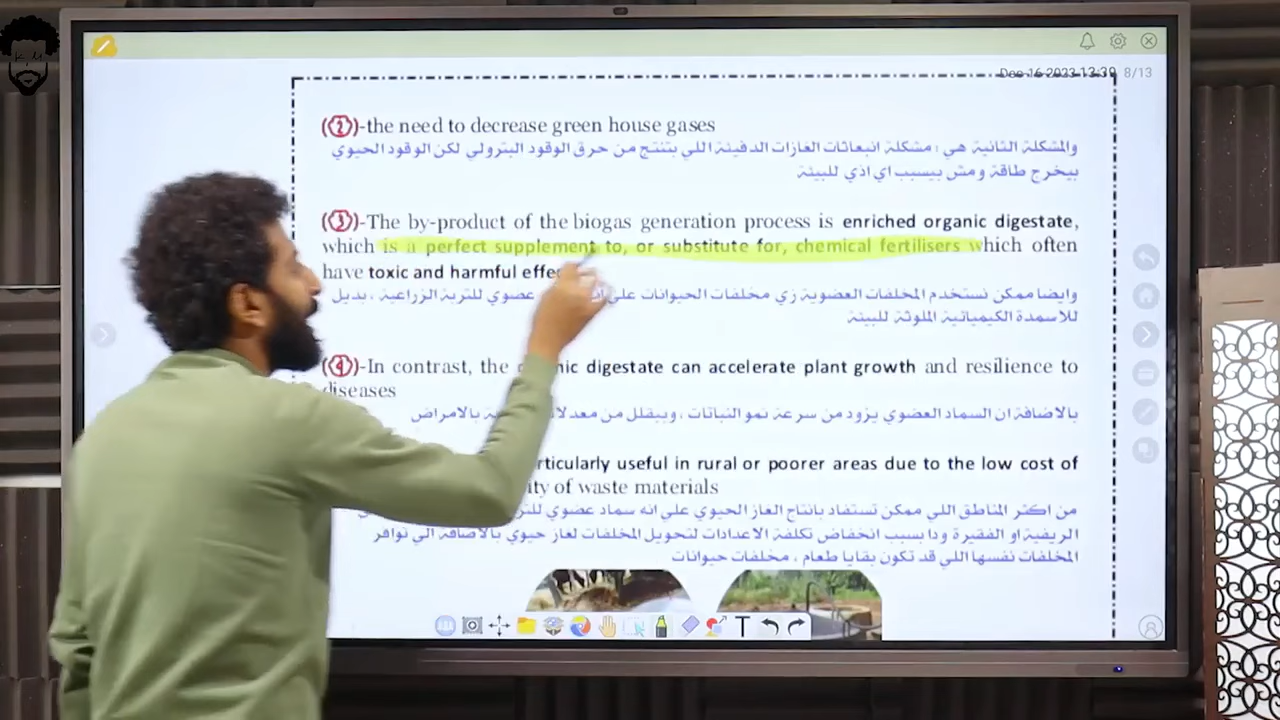 Dec 16 2023 13:39 8/13
((2))-the need to decrease green house gases
والمشكلة الثانية هي : مشكلة انبعاثات الغازات الدفيئة اللي بتنتج من حرق الوقود البترولي لكن الوقود الحيوي
بيخرج طاقة ومش بيسبب اي اذي للبيئة
((3))-The by-product of the biogas generation process is enriched organic digestate,
which is a perfect supplement to, or substitute for, chemical fertilisers which often
have toxic and harmful effe
وايضا ممكن نستخدم المخلفات العضوية زي مخلفات الحيوانات علي عضوي للتربة الزراعية ، بديل
للاسمدة الكيميائية الملوثة للبيئة
((4))-In contrast, the nic digestate can accelerate plant growth and resilience to
diseases
بالاضافة ان السماد العضوي يزود من سرعة نمو النباتات ، ويقلل من بالامراض
rticularly useful in rural or poorer areas due to the low cost of
ity of waste materials
من اكثر المناطق اللي ممكن تستفاد بانتاج الغاز الحيوي علي انه سماد عضوي
الريفية او الفقيرة ودا بسبب انخفاض تكلفة الاعدادات لتحويل المخلفات لغاز حيوي بالاضافة الي توافر
المخلفات نفسها اللي قد تكون بقايا طعام ، مخلفات حيوانات